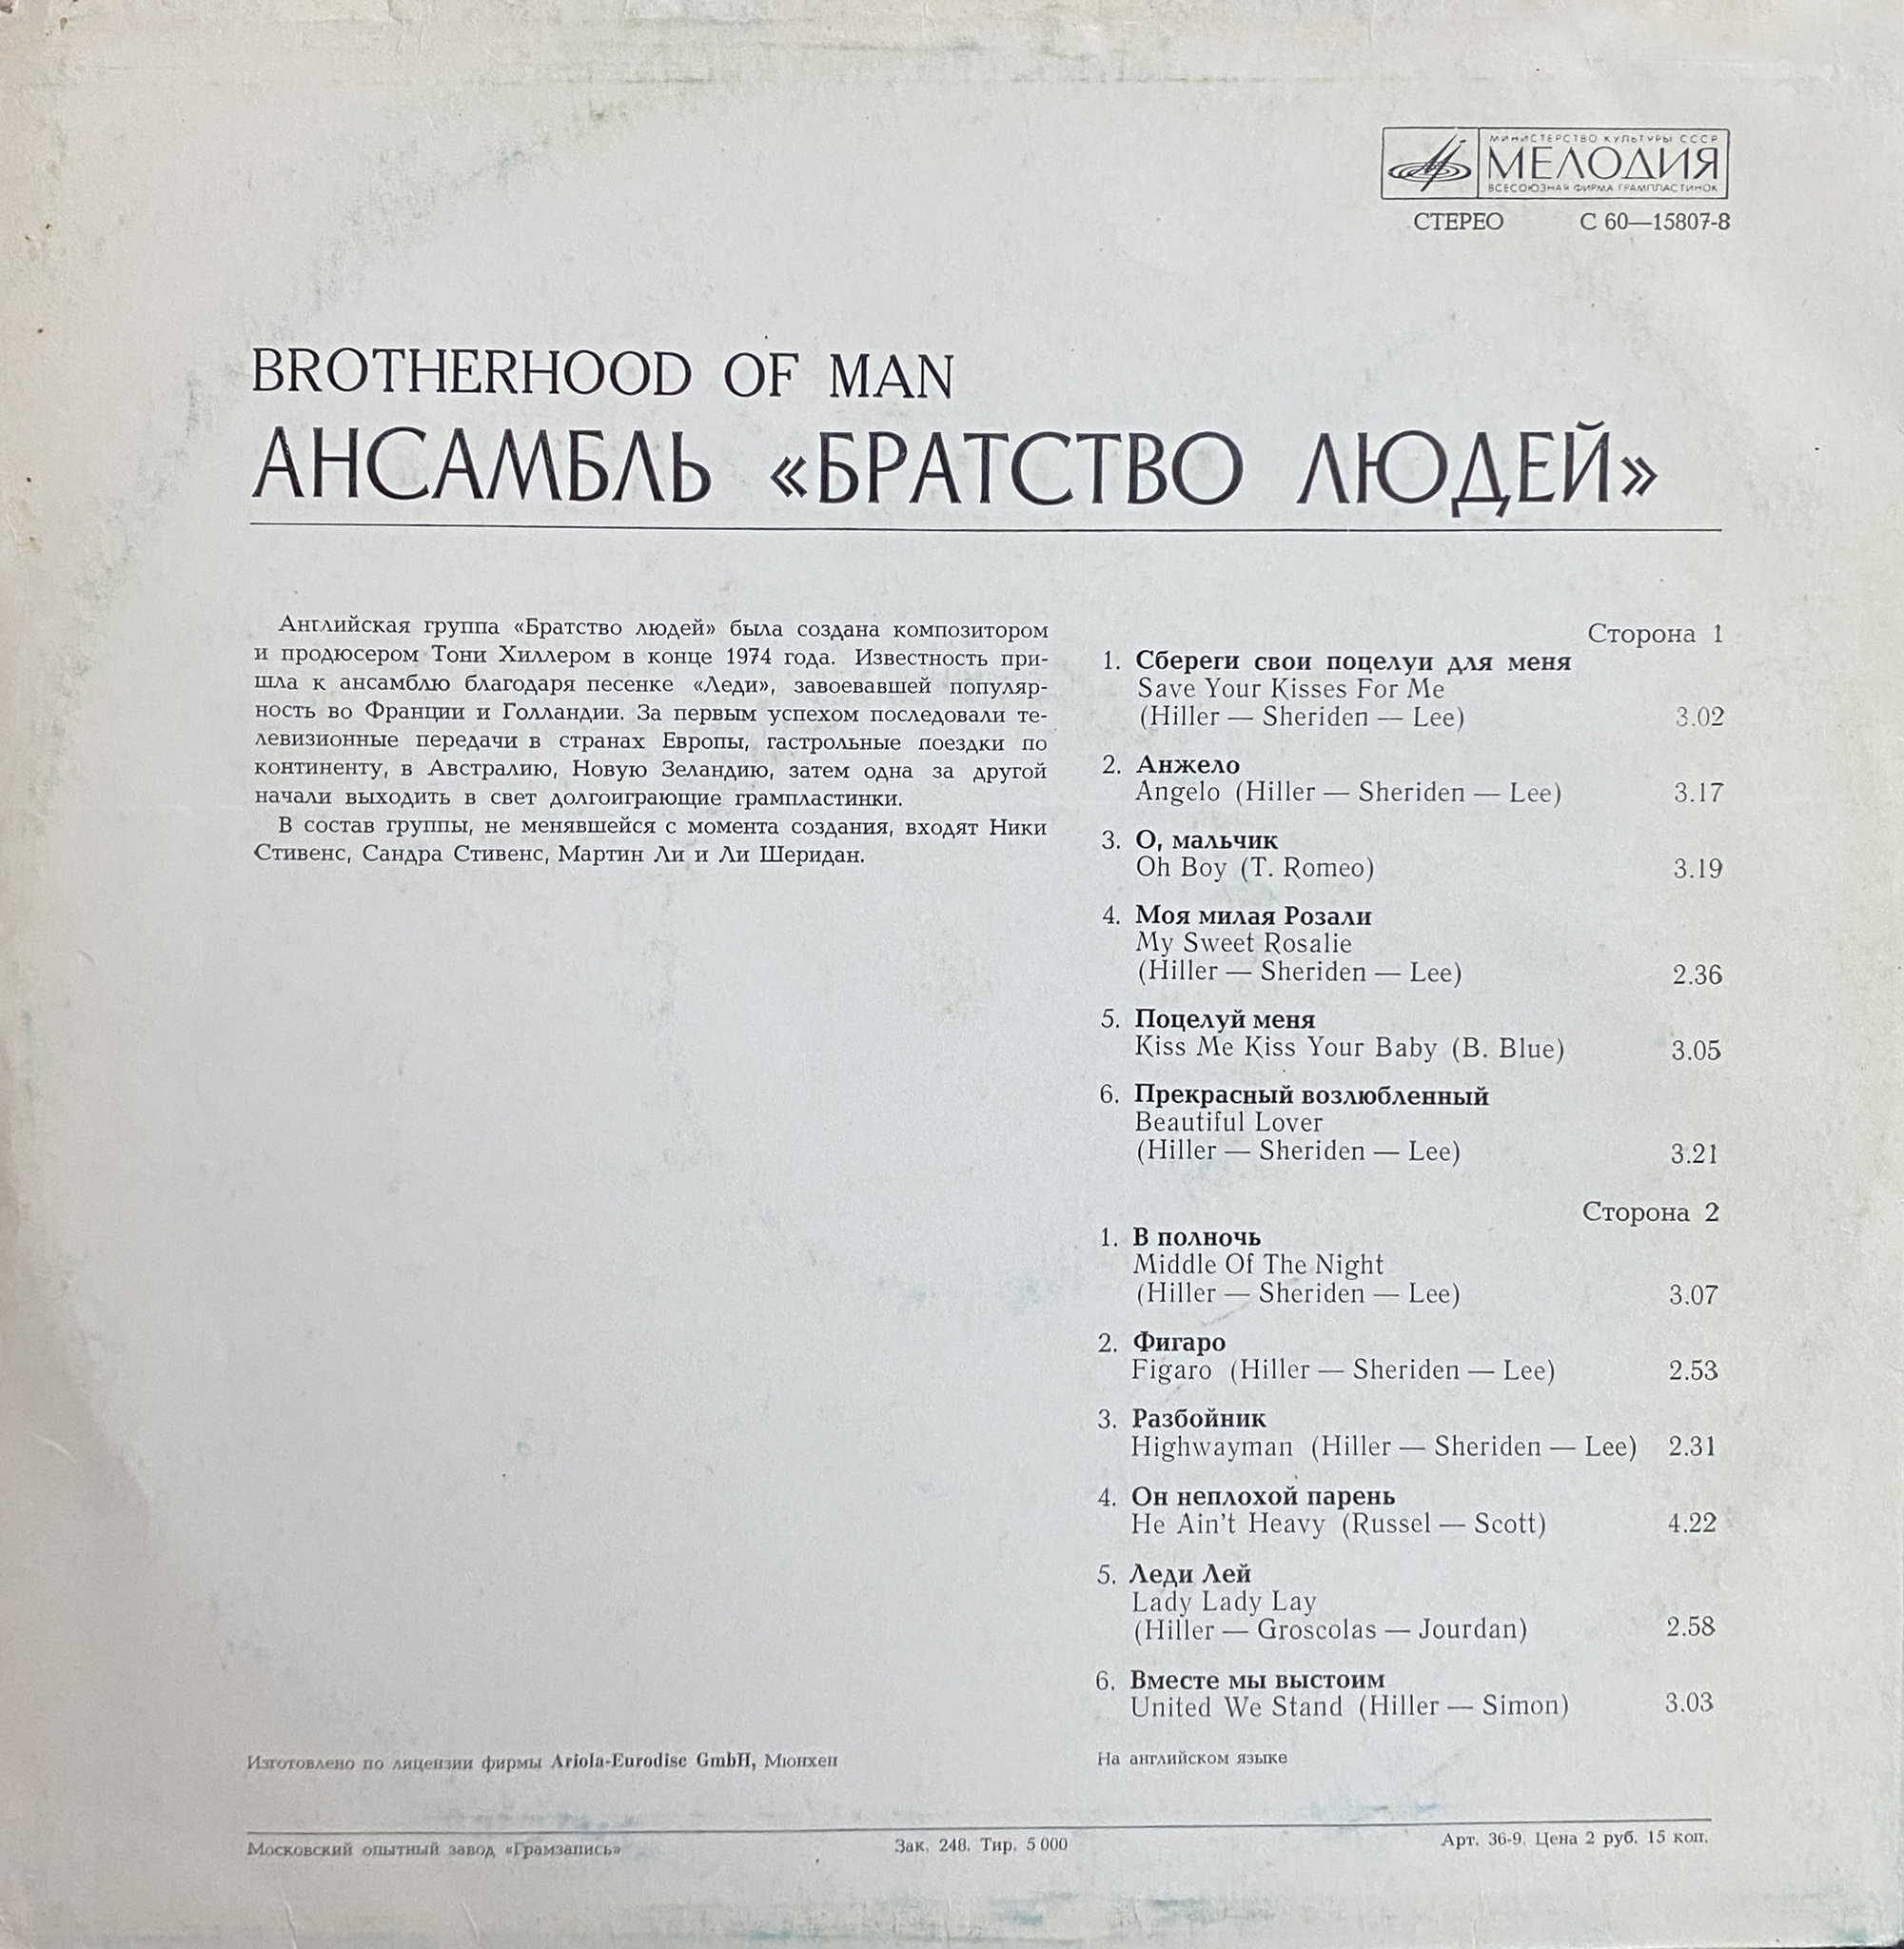 МИНИСТЕРСТВО КУЛЬТУРЫ СССР
МЕЛОДИЯ
ВСЕСОЮЗНАЯ ФИРМА ГРАМПЛАСТИНОК
СТЕРЕО С 60—15807-8
BROTHERHOOD OF MAN
АНСАМБЛЬ «БРАТСТВО ЛЮДЕЙ»
Английская группа «Братство людей» была создана композитором
и продюсером Тони Хиллером в конце 1974 года. Известность при-
шла к ансамблю благодаря песенке «Леди», завоевавшей популяр-
ность во Франции и Голландии. За первым успехом последовали те-
левизионные передачи в странах Европы, гастрольные поездки по
континенту, в Австралию, Новую Зеландию, затем одна за другой
начали выходить в свет долгоиграющие грампластинки.
В состав группы, не менявшейся с момента создания, входят Ники
Стивенс, Сандра Стивенс, Мартин Ли и Ли Шеридан.
Сторона 1
1. Сбереги свои поцелуи для меня
Save Your Kisses For Me
(Hiller — Sheriden — Lee) 3.02
2. Анжело
Angelo (Hiller — Sheriden — Lee) 3.17
3. О, мальчик
Oh Boy (T. Romeo) 3.19
4. Моя милая Розали
My Sweet Rosalie
(Hiller — Sheriden — Lee) 2.36
5. Поцелуй меня
Kiss Me Kiss Your Baby (B. Blue) 3.05
6. Прекрасный возлюбленный
Beautiful Lover
(Hiller — Sheriden — Lee) 3.21
Сторона 2
1. В полночь
Middle Of The Night
(Hiller — Sheriden — Lee) 3.07
2. Фигаро
Figaro (Hiller — Sheriden — Lee) 2.53
3. Разбойник
Highwayman (Hiller — Sheriden — Lee) 2.31
4. Он неплохой парень
He Ain't Heavy (Russel — Scott) 4.22
5. Леди Лей
Lady Lady Lay
(Hiller — Groscolas — Jourdan) 2.58
6. Вместе мы выстоим
United We Stand (Hiller — Simon) 3.03
Изготовлено по лицензии фирмы Ariola-Eurodisc GmbH, Мюнхен
На английском языке
Московский опытный завод «Грамзапись» Зак. 248. Тир. 5 000 Арт. 36-9. Цена 2 руб. 15 коп.